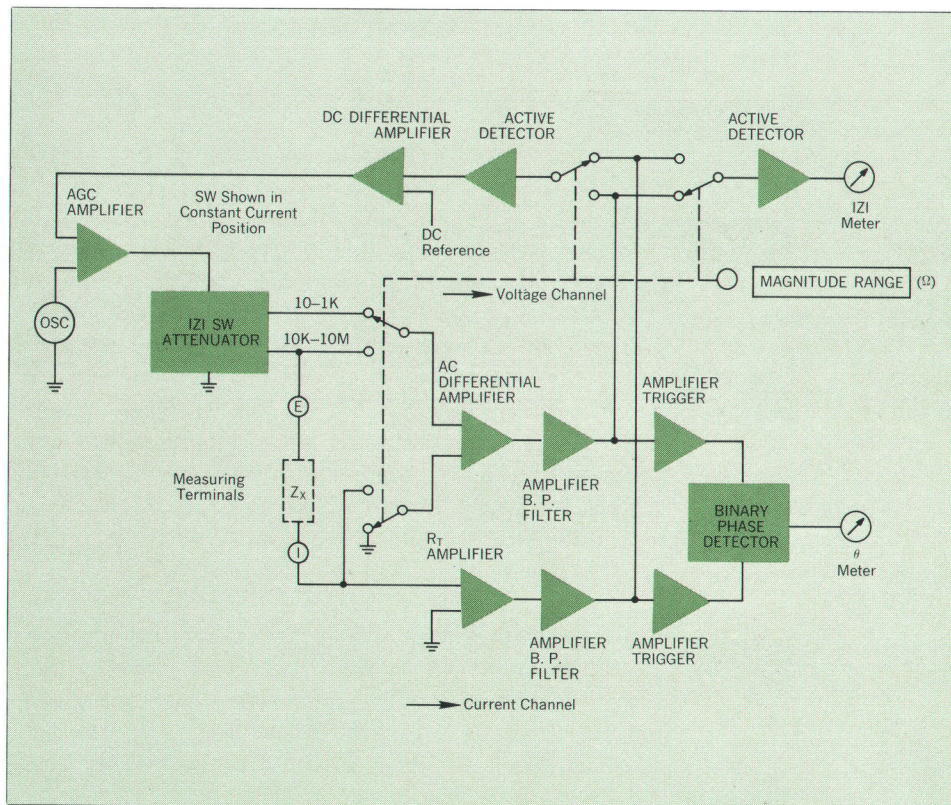 DC DIFFERENTIAL
AMPLIFIER
ACTIVE
DETECTOR
ACTIVE
DETECTOR
AGC
AMPLIFIER
SW Shown in
Constant Current
Position
DC
Reference
IZI
Meter
OSC
IZI SW
ATTENUATOR
10–1K
10K–10M
Voltage Channel
MAGNITUDE RANGE (Ω)
E
AC
DIFFERENTIAL
AMPLIFIER
AMPLIFIER
TRIGGER
Measuring
Terminals
ZX
I
AMPLIFIER
B. P.
FILTER
BINARY
PHASE
DETECTOR
θ
Meter
RT
AMPLIFIER
AMPLIFIER
B. P.
FILTER
AMPLIFIER
TRIGGER
Current Channel